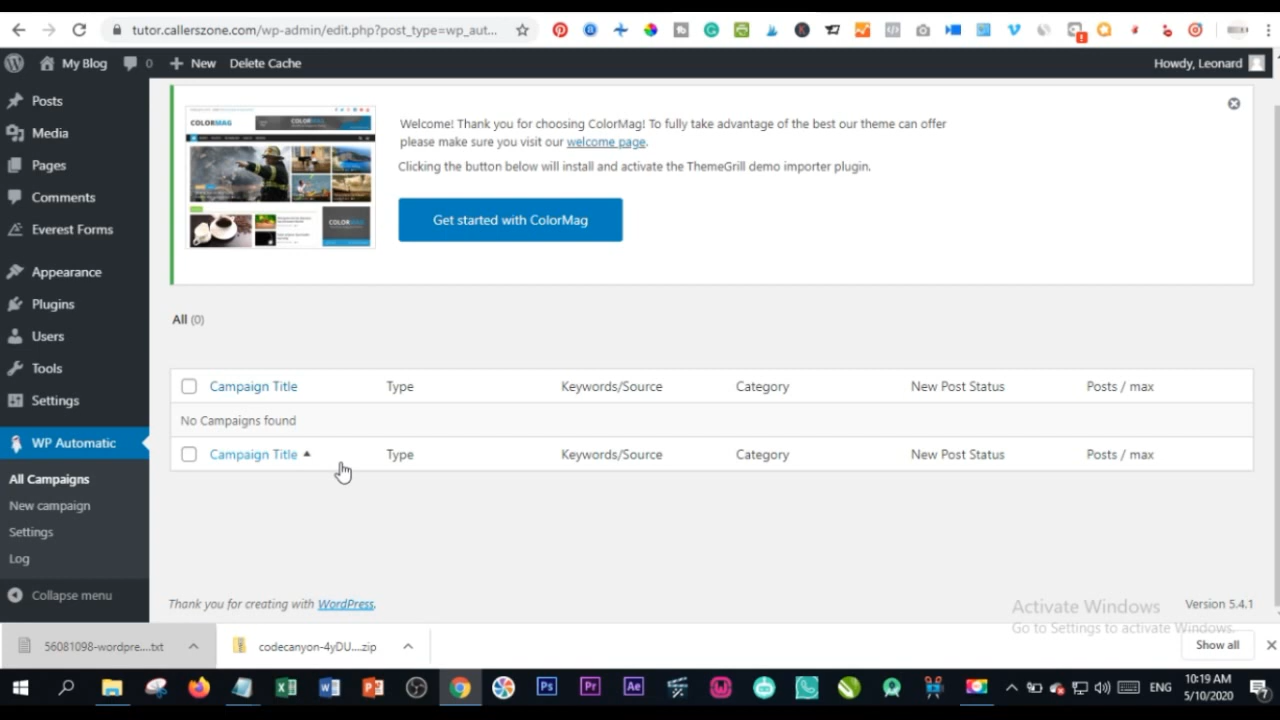 tutor.callerszone.com/wp-admin/edit.php?post_type=wp_aut...
My Blog 0 New Delete Cache Howdy, Leonard
Posts
Media
Pages
Comments
Everest Forms
Appearance
Plugins
Users
Tools
Settings
WP Automatic
All Campaigns
New campaign
Settings
Log
Collapse menu
COLORMAG
Welcome! Thank you for choosing ColorMag! To fully take advantage of the best our theme can offer
please make sure you visit our welcome page.
Clicking the button below will install and activate the ThemeGrill demo importer plugin.
Get started with ColorMag
All (0)
Campaign Title Type Keywords/Source Category New Post Status Posts / max
No Campaigns found
Campaign Title Type Keywords/Source Category New Post Status Posts / max
Thank you for creating with WordPress.
Version 5.4.1
Activate Windows
Go to Settings to activate Windows.
56081098-wordpre....txt codecanyon-4yDU....zip Show all
Ps Pr Ae
ENG
10:19 AM
5/10/2020
7